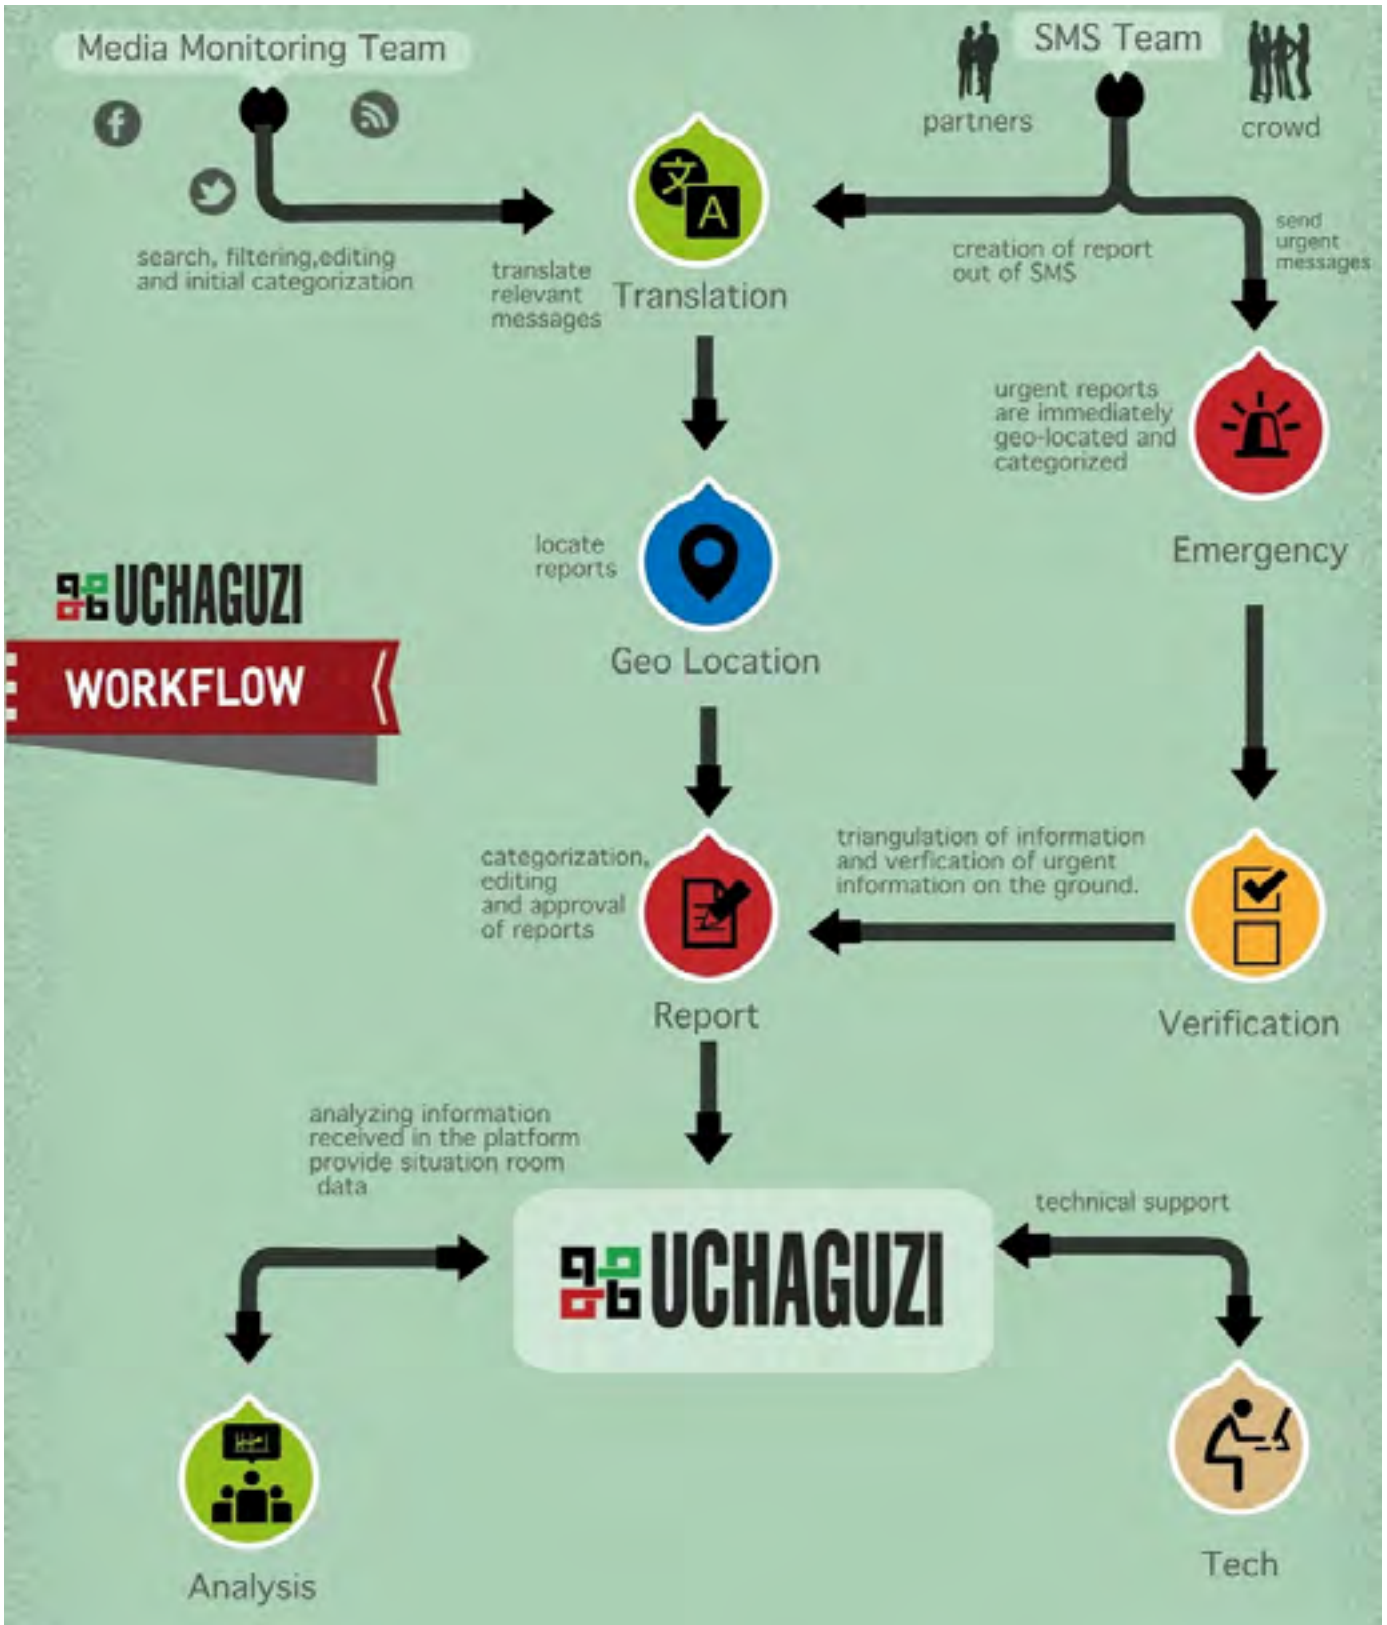 Media Monitoring Team
SMS Team
partners
crowd
search, filtering,editing
and initial categorization
translate
relevant
messages
Translation
creation of report
out of SMS
send
urgent
messages
urgent reports
are immediately
geo-located and
categorized
Emergency
locate
reports
Geo Location
UCHAGUZI
WORKFLOW
categorization,
editing
and approval
of reports
Report
triangulation of information
and verfication of urgent
information on the ground.
Verification
analyzing information
received in the platform
provide situation room
data
technical support
UCHAGUZI
Analysis
Tech